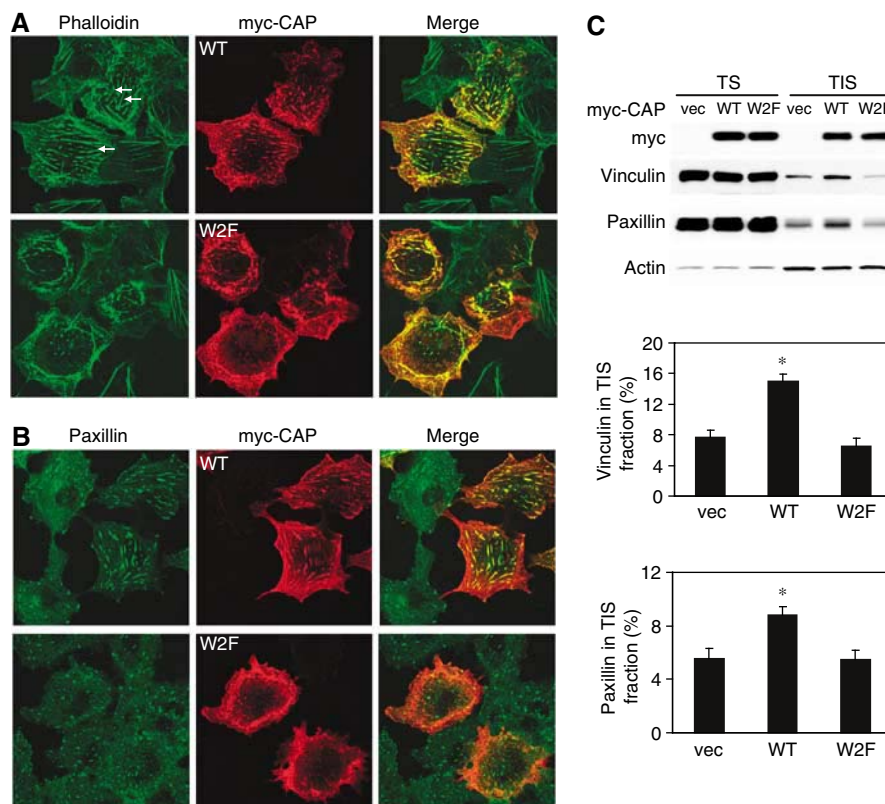 A
Phalloidin myc-CAP Merge
WT
W2F
B
Paxillin myc-CAP Merge
WT
W2F
C
TS TIS
myc-CAP vec WT W2F vec WT W2F
myc
Vinculin
Paxillin
Actin
Vinculin in TIS
fraction (%)
20
16
12
8
4
0
*
vec WT W2F
Paxillin in TIS
fraction (%)
12
8
4
0
*
vec WT W2F